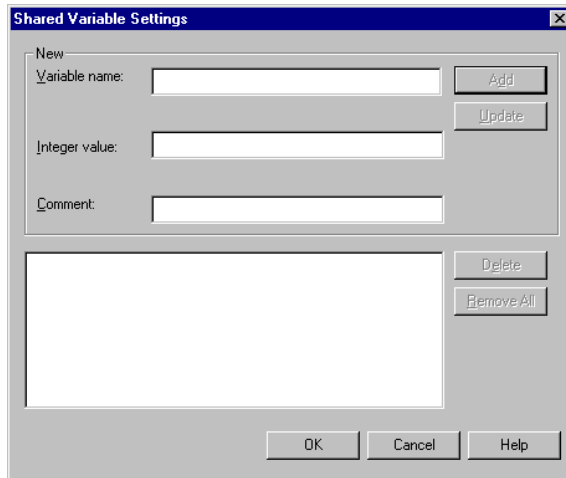 Shared Variable Settings
New
Variable name:
Add
Update
Integer value:
Comment:
Delete
Remove All
OK Cancel Help